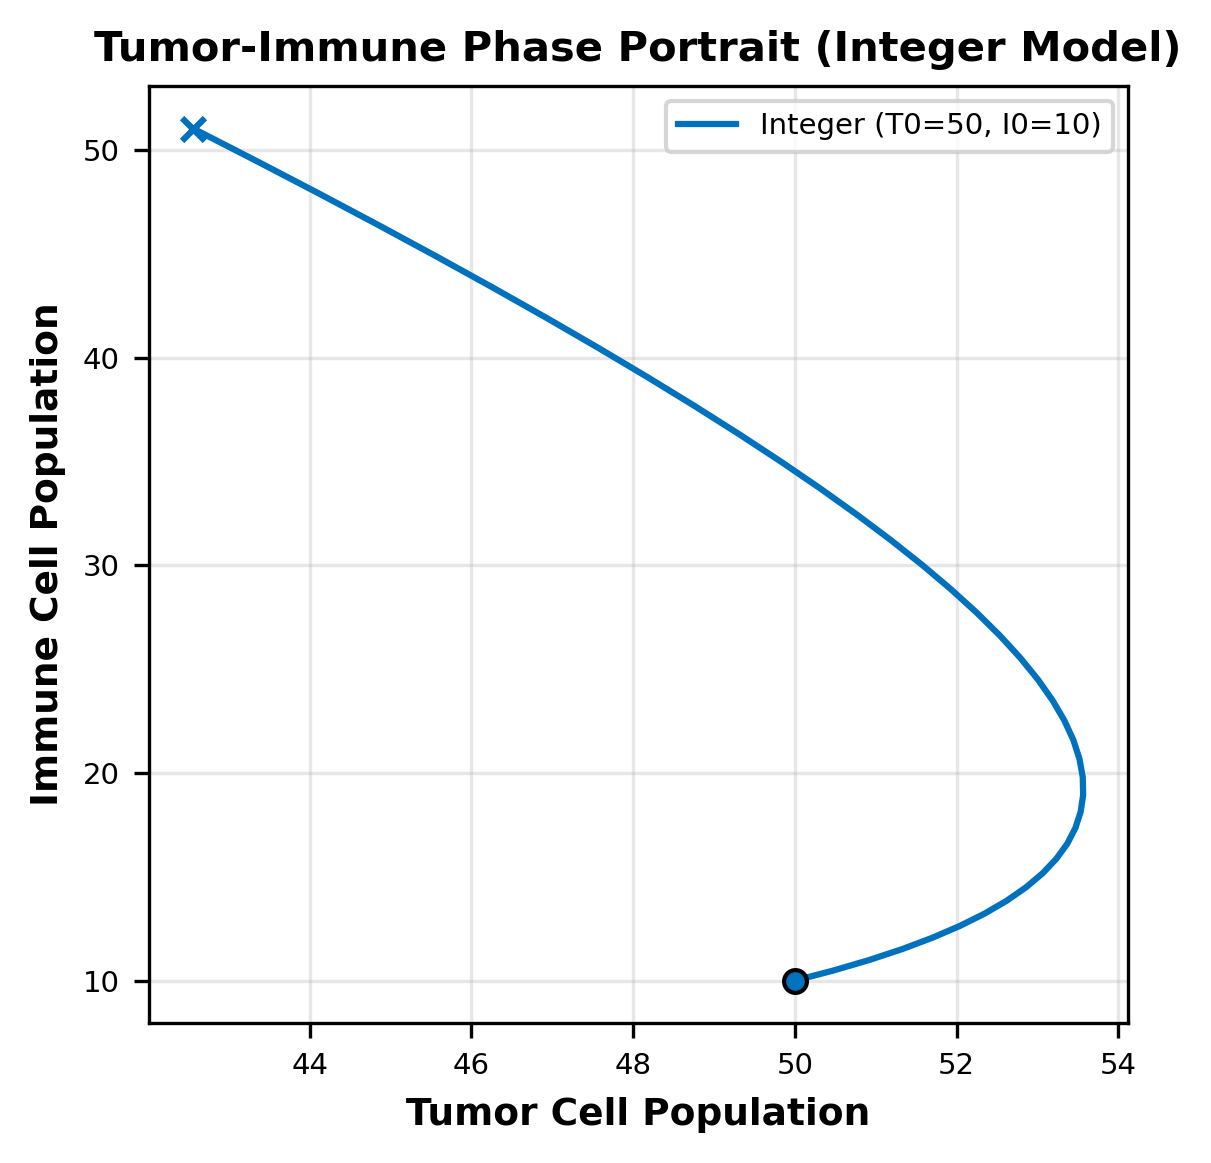 Tumor-Immune Phase Portrait (Integer Model)
Integer (T0=50, I0=10)
Immune Cell Population
50
40
30
20
10
44 46 48 50 52 54
Tumor Cell Population